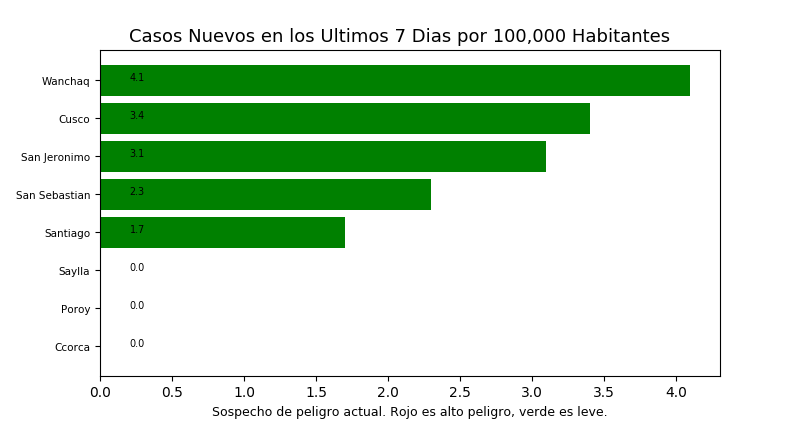 Casos Nuevos en los Ultimos 7 Dias por 100,000 Habitantes
Wanchaq 4.1
Cusco 3.4
San Jeronimo 3.1
San Sebastian 2.3
Santiago 1.7
Saylla 0.0
Poroy 0.0
Ccorca 0.0
0.0 0.5 1.0 1.5 2.0 2.5 3.0 3.5 4.0
Sospecho de peligro actual. Rojo es alto peligro, verde es leve.